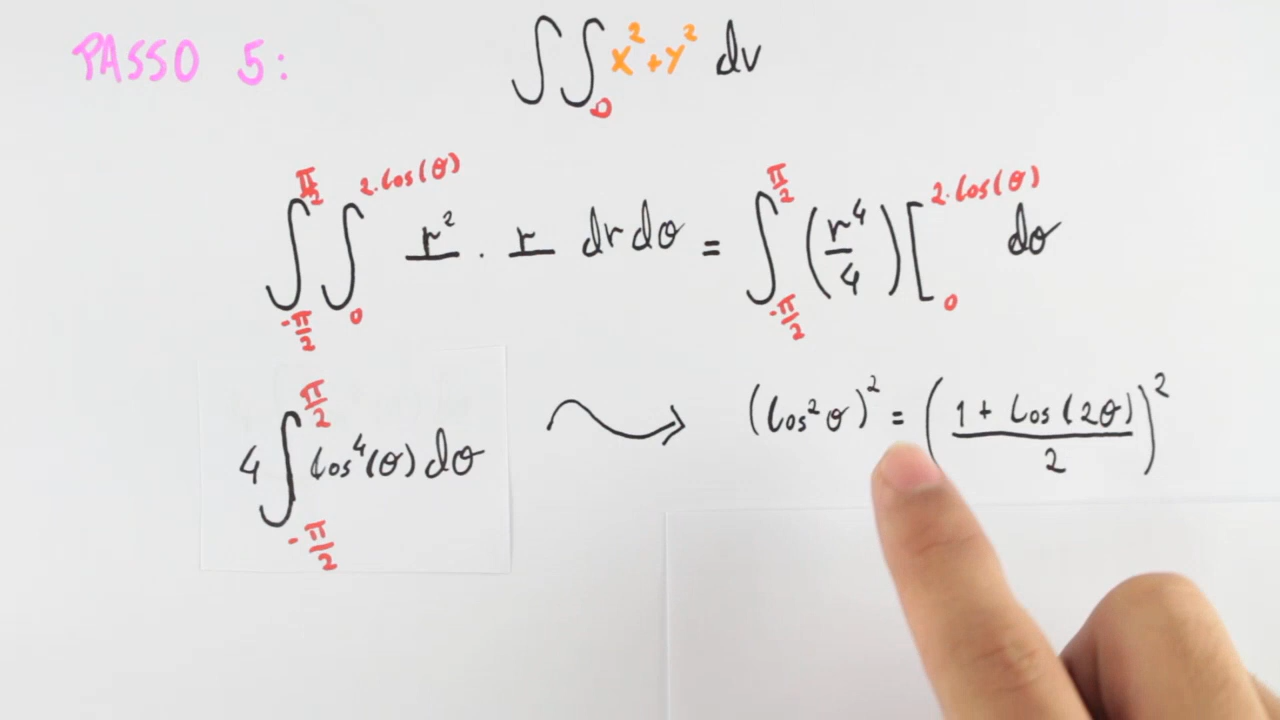 PASSO 5:
∫∫_D x² + y² dv
∫_{-π/2}^{π/2} ∫_0^{2·cos(θ)} r² · r dr dθ = ∫_{-π/2}^{π/2} (r⁴/4) [_0^{2·cos(θ)} dθ
4 ∫_{-π/2}^{π/2} cos⁴(θ) dθ (cos²θ)² = ((1 + cos(2θ))/2)²